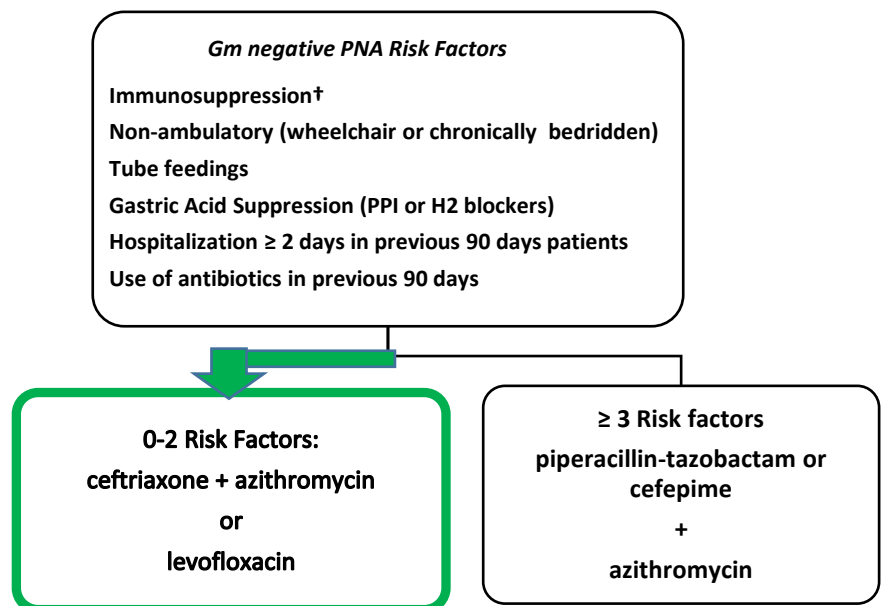 Gm negative PNA Risk Factors
Immunosuppression†
Non-ambulatory (wheelchair or chronically bedridden)
Tube feedings
Gastric Acid Suppression (PPI or H2 blockers)
Hospitalization ≥ 2 days in previous 90 days patients
Use of antibiotics in previous 90 days
0-2 Risk Factors:
ceftriaxone + azithromycin
or
levofloxacin
≥ 3 Risk factors
piperacillin-tazobactam or
cefepime
+
azithromycin